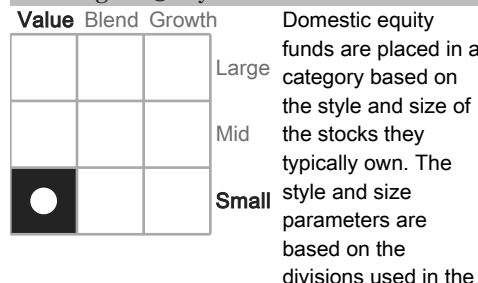 Value Blend Growth
Large
Mid
Small
Domestic equity
funds are placed in a
category based on
the style and size of
the stocks they
typically own. The
style and size
parameters are
based on the
divisions used in the